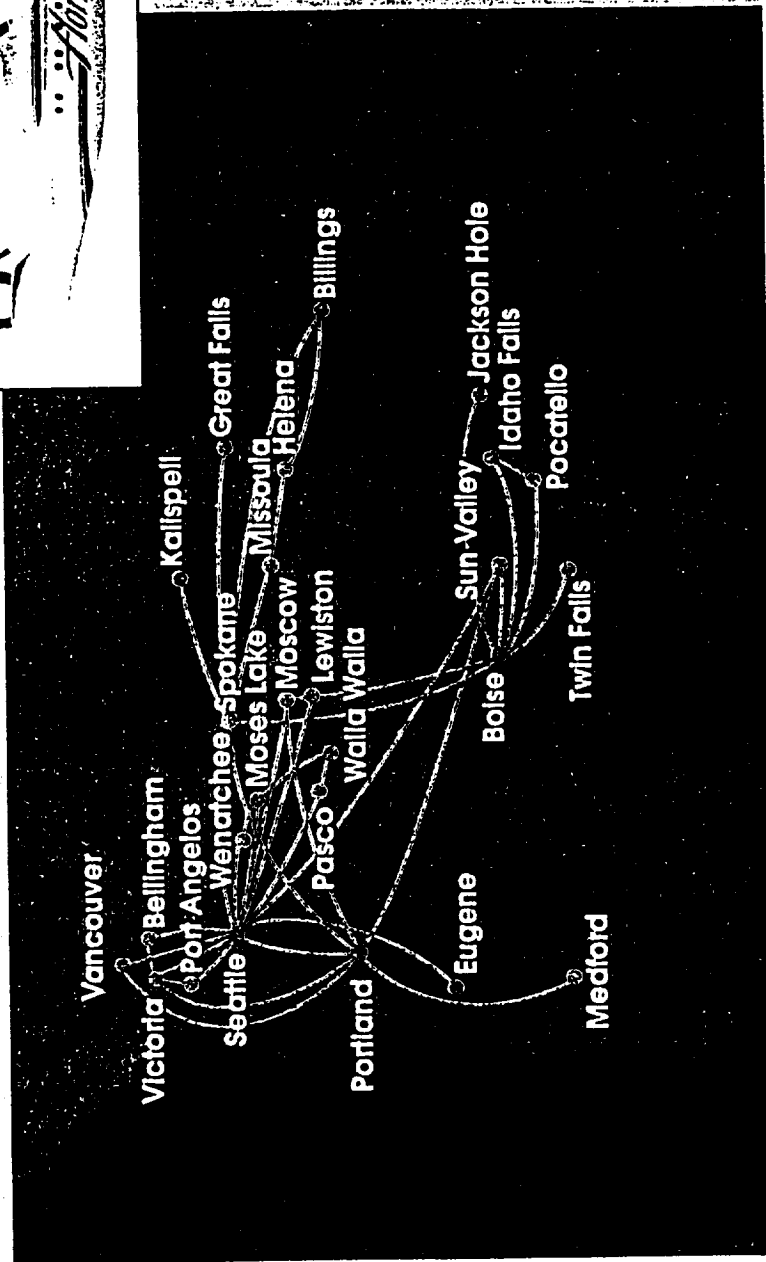 Vancouver
Victoria
Bellingham
Port Angelos
Seattle
Wenatchee
Spokane
Moses Lake
Kalispell
Great Falls
Missoula
Helena
Billings
Moscow
Lewiston
Walla Walla
Pasco
Portland
Eugene
Medford
Sun Valley
Boise
Jackson Hole
Idaho Falls
Pocatello
Twin Falls